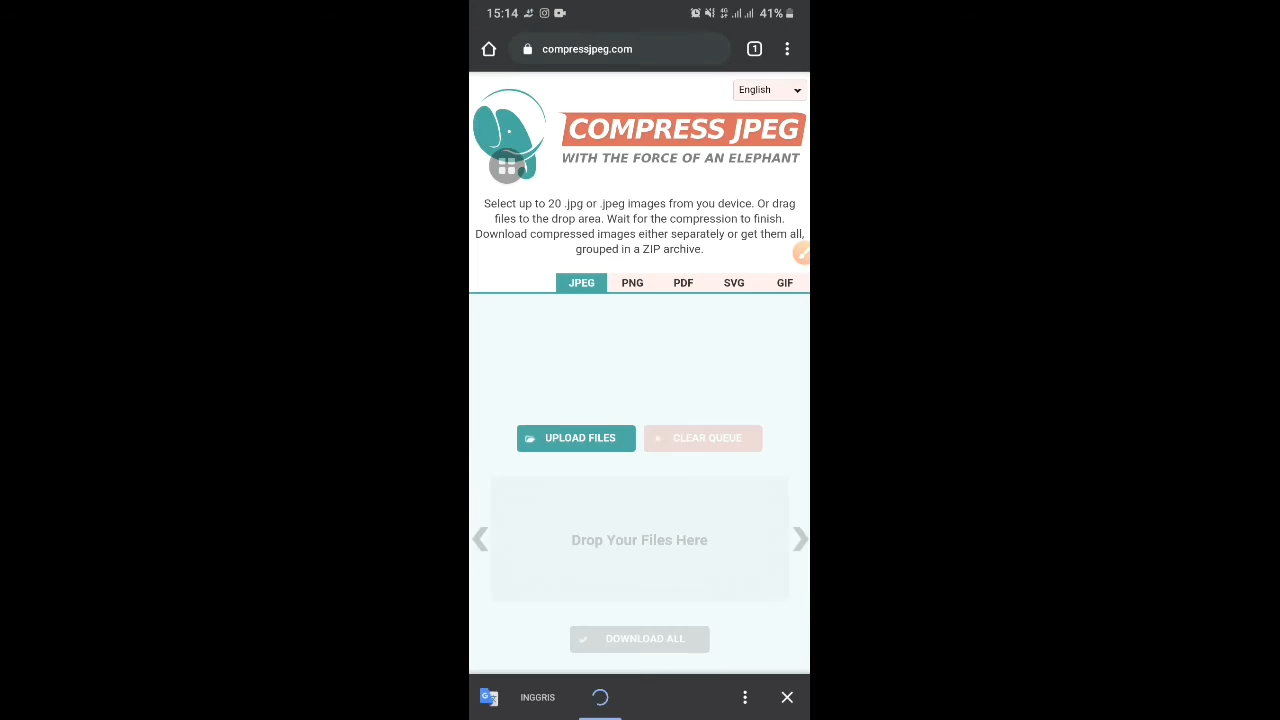 15:14
4G
41%
compressjpeg.com
1
English
COMPRESS JPEG
WITH THE FORCE OF AN ELEPHANT
Select up to 20 .jpg or .jpeg images from you device. Or drag
files to the drop area. Wait for the compression to finish.
Download compressed images either separately or get them all,
grouped in a ZIP archive.
JPEG PNG PDF SVG GIF
UPLOAD FILES CLEAR QUEUE
Drop Your Files Here
DOWNLOAD ALL
INGGRIS